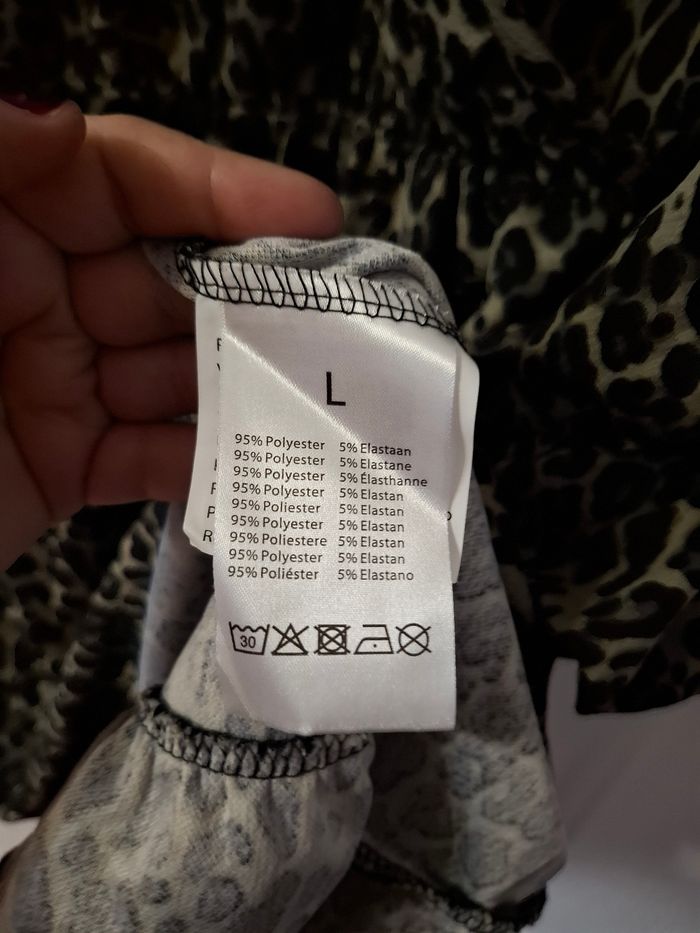 L
95% Polyester 5% Elastaan
95% Polyester 5% Elastane
95% Polyester 5% Élasthanne
95% Polyester 5% Elastan
95% Poliester 5% Elastan
95% Polyester 5% Elastan
95% Poliestere 5% Elastan
95% Polyester 5% Elastan
95% Poliéster 5% Elastano
30